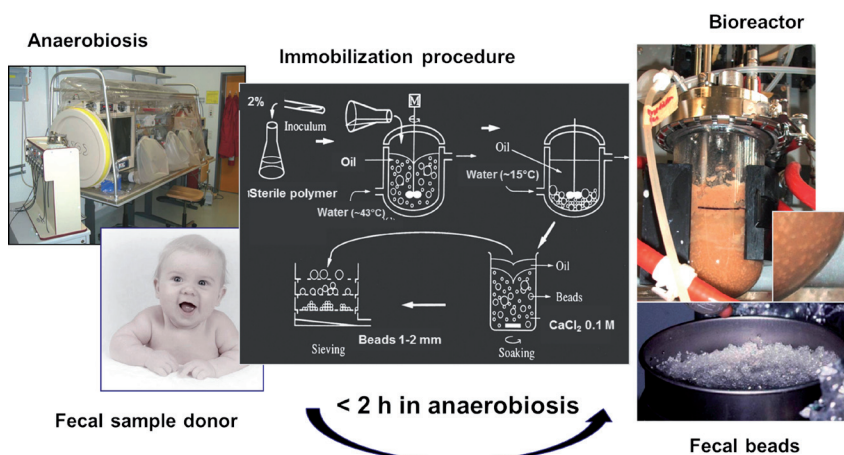 Anaerobiosis
Immobilization procedure
Bioreactor
2%
Inoculum
M
Oil
Sterile polymer
Water (~43°C)
Oil
Water (~15°C)
Oil
Beads
CaCl₂ 0.1 M
Soaking
Beads 1-2 mm
Sieving
Fecal sample donor
< 2 h in anaerobiosis
Fecal beads